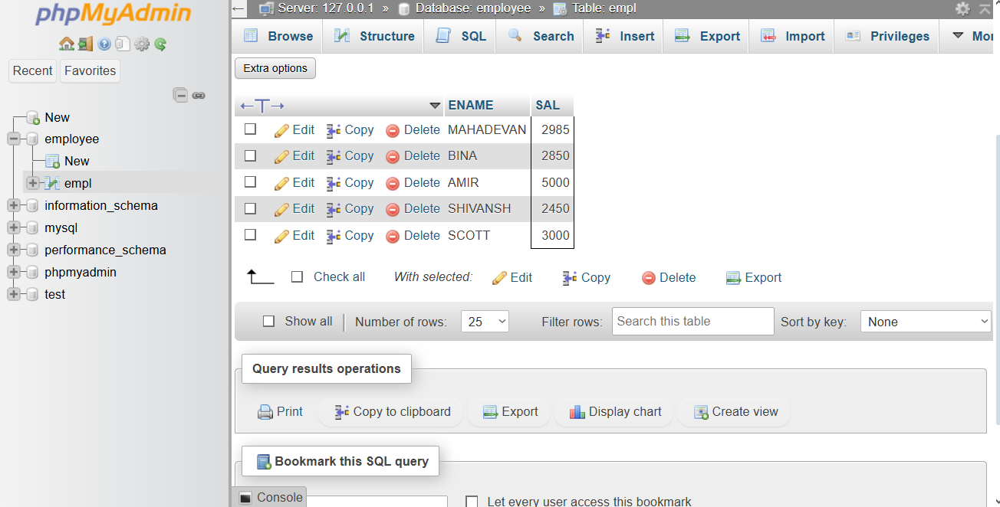 phpMyAdmin
Recent Favorites
New
employee
New
empl
information_schema
mysql
performance_schema
phpmyadmin
test
Server: 127.0.0.1 » Database: employee » Table: empl
Browse Structure SQL Search Insert Export Import Privileges
Extra options
←T→ ENAME SAL
Edit Copy Delete MAHADEVAN 2985
Edit Copy Delete BINA 2850
Edit Copy Delete AMIR 5000
Edit Copy Delete SHIVANSH 2450
Edit Copy Delete SCOTT 3000
Check all With selected: Edit Copy Delete Export
Show all Number of rows: 25 Filter rows: Search this table Sort by key: None
Query results operations
Print Copy to clipboard Export Display chart Create view
Bookmark this SQL query
Console
Let every user access this bookmark